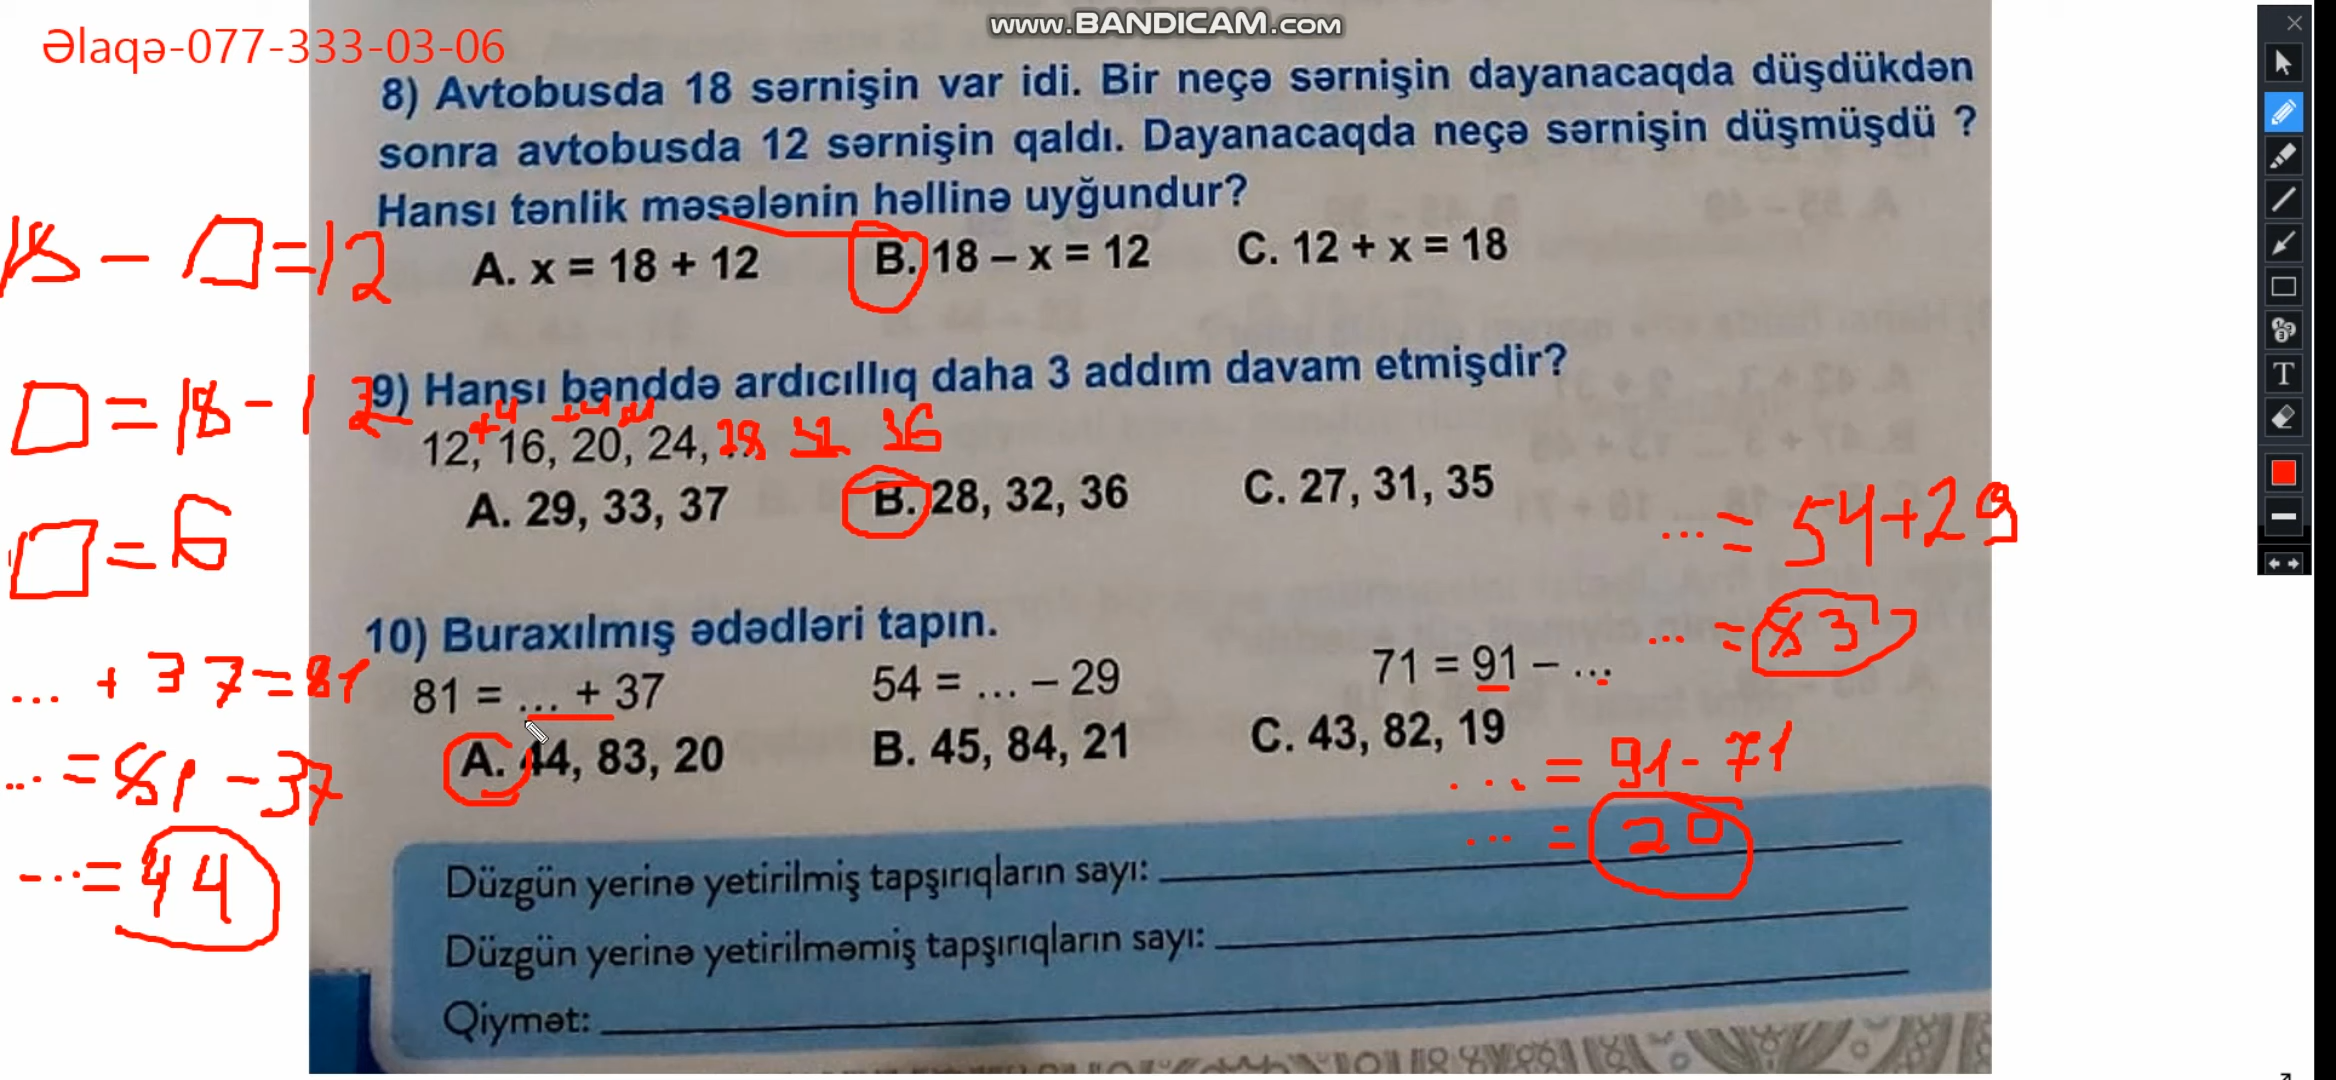 www.BANDICAM.com
Əlaqə-077-333-03-06
8) Avtobusda 18 sərnişin var idi. Bir neçə sərnişin dayanacaqda düşdükdən
sonra avtobusda 12 sərnişin qaldı. Dayanacaqda neçə sərnişin düşmüşdü ?
Hansı tənlik məsələnin həllinə uyğundur?
A. x = 18 + 12 B. 18 – x = 12 C. 12 + x = 18
18 - □ = 12
□ = 18 - 12
□ = 6
9) Hansı bəndə ardıcıllıq daha 3 addım davam etmişdir?
+4 +4 +4
12, 16, 20, 24, ... 28 32 36
A. 29, 33, 37 B. 28, 32, 36 C. 27, 31, 35
10) Buraxılmış ədədləri tapın.
81 = ... + 37 54 = ... – 29 71 = 91 – ...
A. 44, 83, 20 B. 45, 84, 21 C. 43, 82, 19
... + 37 = 81
... = 81 - 37
... = 44
... = 54 + 29
... = 83
... = 91 - 71
... = 20
Düzgün yerinə yetirilmiş tapşırıqların sayı:
Düzgün yerinə yetirilməmiş tapşırıqların sayı:
Qiymət:
T